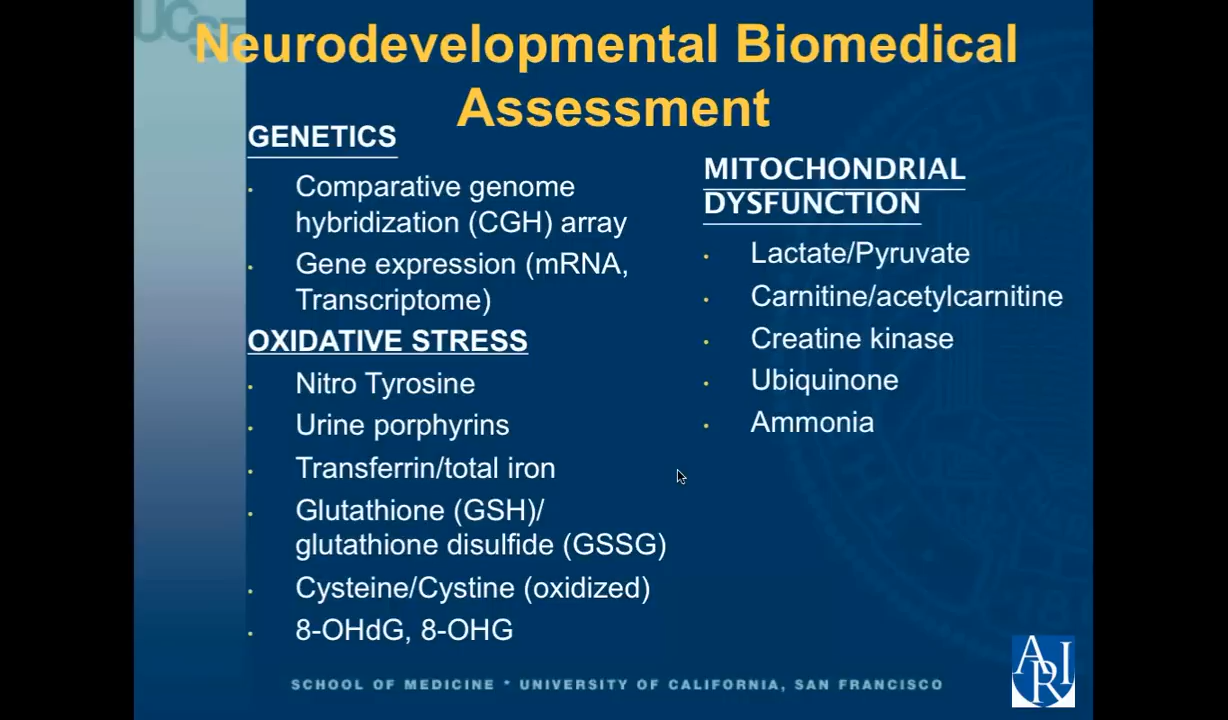 UCSF
Neurodevelopmental Biomedical
Assessment
GENETICS
• Comparative genome
hybridization (CGH) array
• Gene expression (mRNA,
Transcriptome)
OXIDATIVE STRESS
• Nitro Tyrosine
• Urine porphyrins
• Transferrin/total iron
• Glutathione (GSH)/
glutathione disulfide (GSSG)
• Cysteine/Cystine (oxidized)
• 8-OHdG, 8-OHG
MITOCHONDRIAL
DYSFUNCTION
• Lactate/Pyruvate
• Carnitine/acetylcarnitine
• Creatine kinase
• Ubiquinone
• Ammonia
SCHOOL OF MEDICINE * UNIVERSITY OF CALIFORNIA, SAN FRANCISCO
ARI